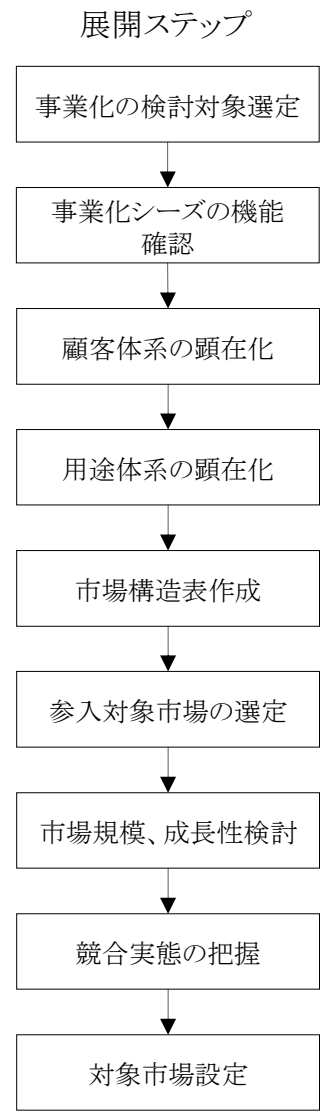 展開ステップ
事業化の検討対象選定
事業化シーズの機能
確認
顧客体系の顕在化
用途体系の顕在化
市場構造表作成
参入対象市場の選定
市場規模、成長性検討
競合実態の把握
対象市場設定